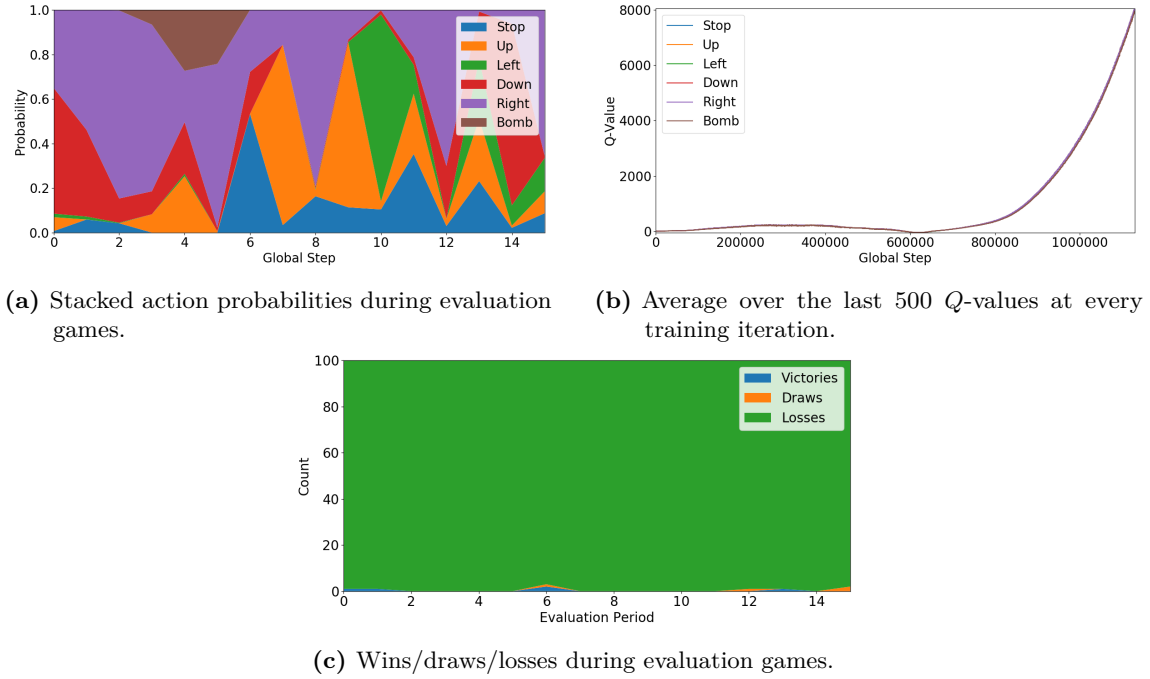 1.0
0.8
0.6
0.4
0.2
0.0
Probability
Stop
Up
Left
Down
Right
Bomb
0 2 4 6 8 10 12 14
Global Step
8000
6000
4000
2000
0
Q-Value
Stop
Up
Left
Down
Right
Bomb
0 200000 400000 600000 800000 1000000
Global Step
(a) Stacked action probabilities during evaluation
games.
(b) Average over the last 500 Q-values at every
training iteration.
100
80
60
40
20
0
Count
Victories
Draws
Losses
0 2 4 6 8 10 12 14
Evaluation Period
(c) Wins/draws/losses during evaluation games.